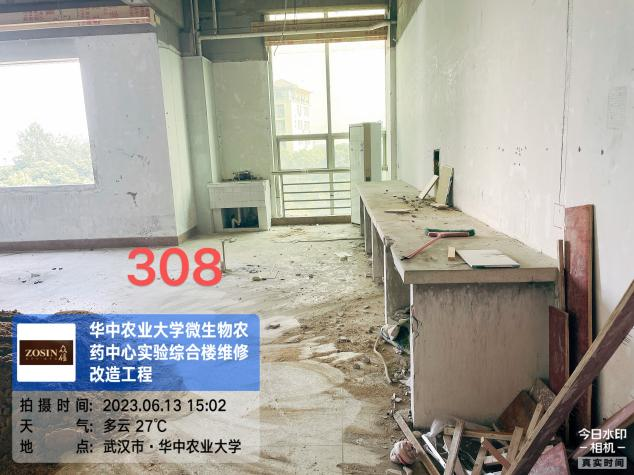 308
ZOSIN
华中农业大学微生物农
药中心实验综合楼维修
改造工程
拍摄时间: 2023.06.13 15:02
天 气: 多云 27℃
地 点: 武汉市·华中农业大学
今日水印
-相机-
真实时间